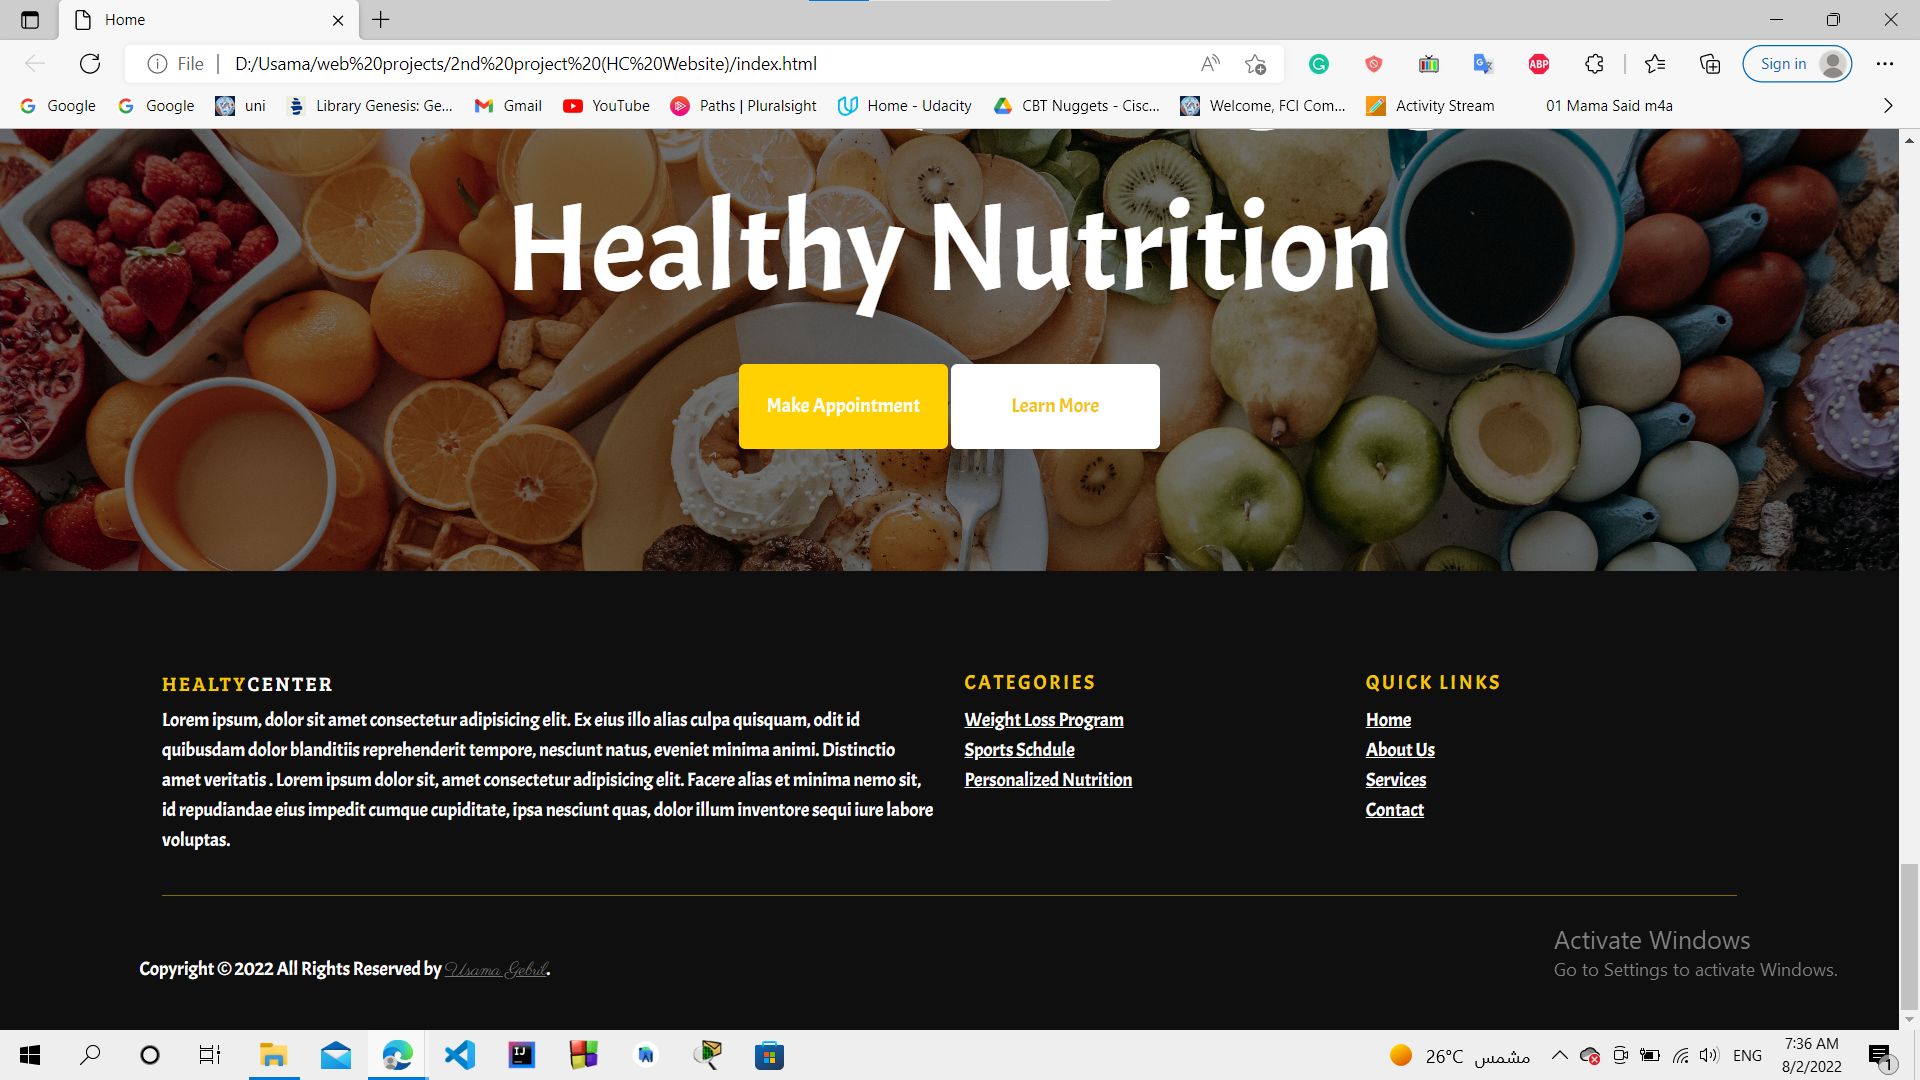 Home
File
D:/Usama/web%20projects/2nd%20project%20(HC%20Website)/index.html
ABP
Sign in
Google
Google
uni
Library Genesis: Ge...
Gmail
YouTube
Paths | Pluralsight
Home - Udacity
CBT Nuggets - Cisc...
Welcome, FCI Com...
Activity Stream
01 Mama Said m4a
Healthy Nutrition
Make Appointment
Learn More
HEALTYCENTER
Lorem ipsum, dolor sit amet consectetur adipisicing elit. Ex eius illo alias culpa quisquam, odit id
quibusdam dolor blanditiis reprehenderit tempore, nesciunt natus, eveniet minima animi. Distinctio
amet veritatis . Lorem ipsum dolor sit, amet consectetur adipisicing elit. Facere alias et minima nemo sit,
id repudiandae eius impedit cumque cupiditate, ipsa nesciunt quas, dolor illum inventore sequi iure labore
voluptas.
CATEGORIES
Weight Loss Program
Sports Schdule
Personalized Nutrition
QUICK LINKS
Home
About Us
Services
Contact
Copyright © 2022 All Rights Reserved by Usama Gebril.
Activate Windows
Go to Settings to activate Windows.
IJ
26°C مشمس
ENG
7:36 AM
8/2/2022
1